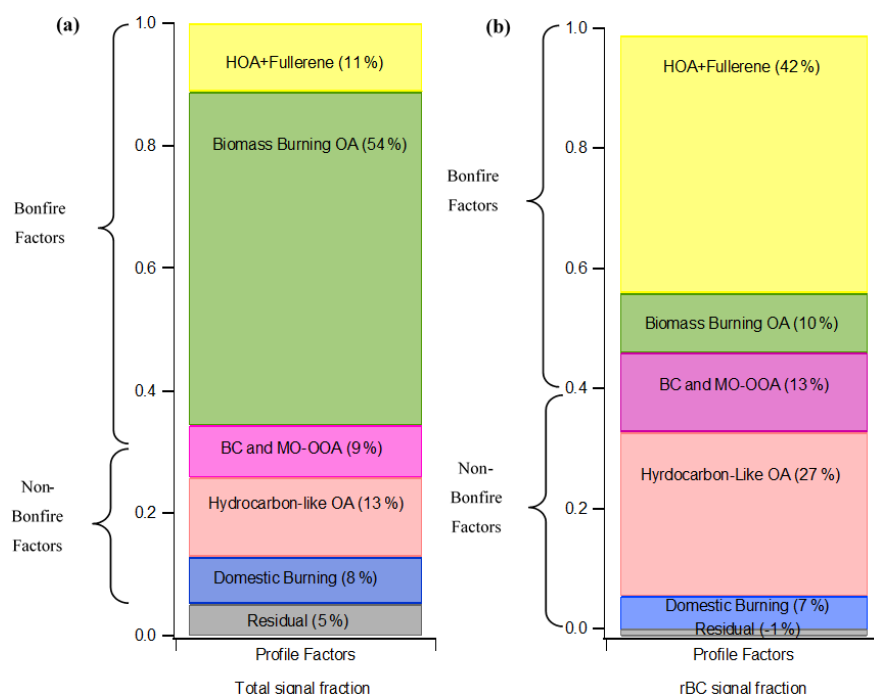 (a)
1.0
0.8
0.6
0.4
0.2
0.0
Bonfire
Factors
Non-
Bonfire
Factors
HOA+Fullerene (11%)
Biomass Burning OA (54%)
BC and MO-OOA (9%)
Hydrocarbon-like OA (13%)
Domestic Burning (8%)
Residual (5%)
Profile Factors
Total signal fraction
(b)
1.0
0.8
0.6
0.4
0.2
0.0
Bonfire
Factors
Non-
Bonfire
Factors
HOA+Fullerene (42%)
Biomass Burning OA (10%)
BC and MO-OOA (13%)
Hyrdocarbon-Like OA (27%)
Domestic Burning (7%)
Residual (-1%)
Profile Factors
rBC signal fraction